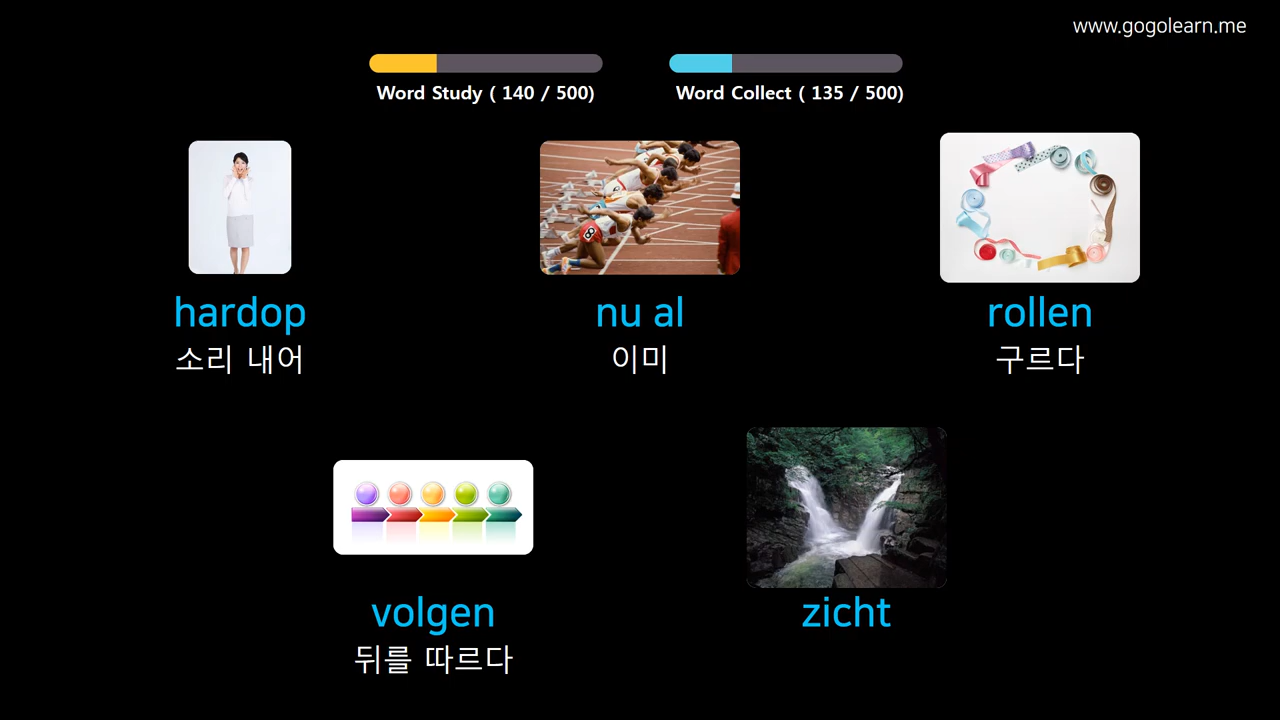 www.gogolearn.me
Word Study ( 140 / 500)
Word Collect ( 135 / 500)
8
hardop
소리 내어
nu al
이미
rollen
구르다
volgen
뒤를 따르다
zicht